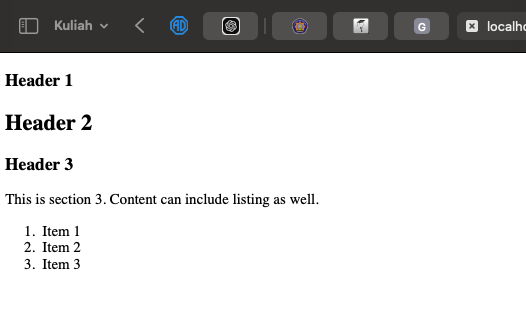 Kuliah
AD
G
localho
Header 1
Header 2
Header 3
This is section 3. Content can include listing as well.
1. Item 1
2. Item 2
3. Item 3